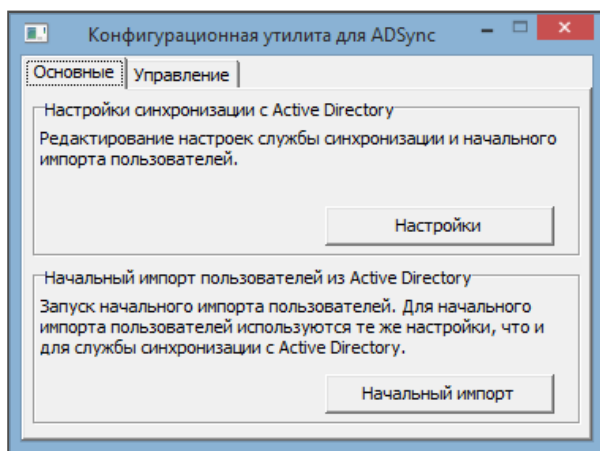 Конфигурационная утилита для ADSync
Основные Управление
Настройки синхронизации с Active Directory
Редактирование настроек службы синхронизации и начального
импорта пользователей.
Настройки
Начальный импорт пользователей из Active Directory
Запуск начального импорта пользователей. Для начального
импорта пользователей используются те же настройки, что и
для службы синхронизации с Active Directory.
Начальный импорт